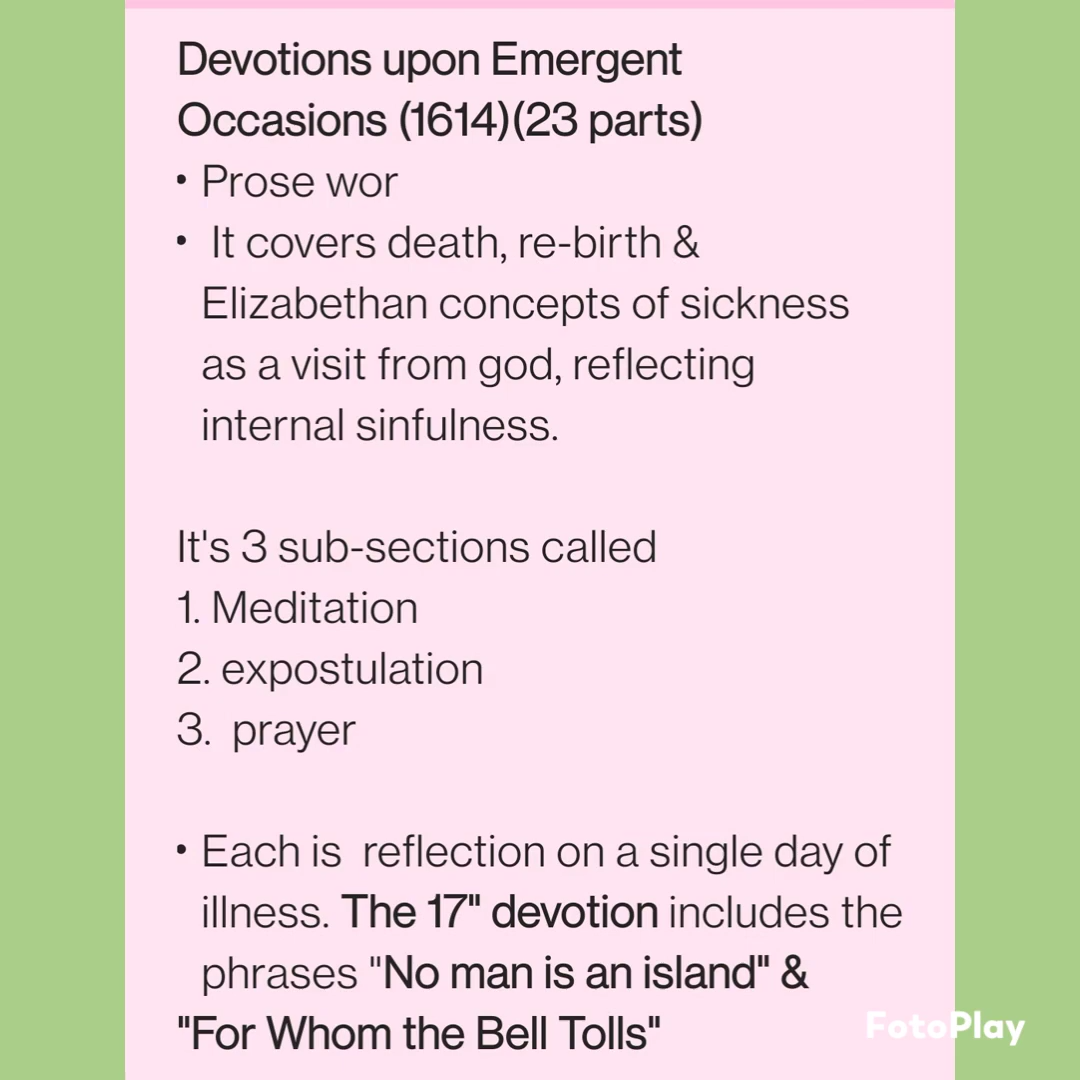 Devotions upon Emergent
Occasions (1614)(23 parts)
• Prose wor
• It covers death, re-birth &
Elizabethan concepts of sickness
as a visit from god, reflecting
internal sinfulness.
It's 3 sub-sections called
1. Meditation
2. expostulation
3. prayer
• Each is reflection on a single day of
illness. The 17" devotion includes the
phrases "No man is an island" &
"For Whom the Bell Tolls"
FotoPlay